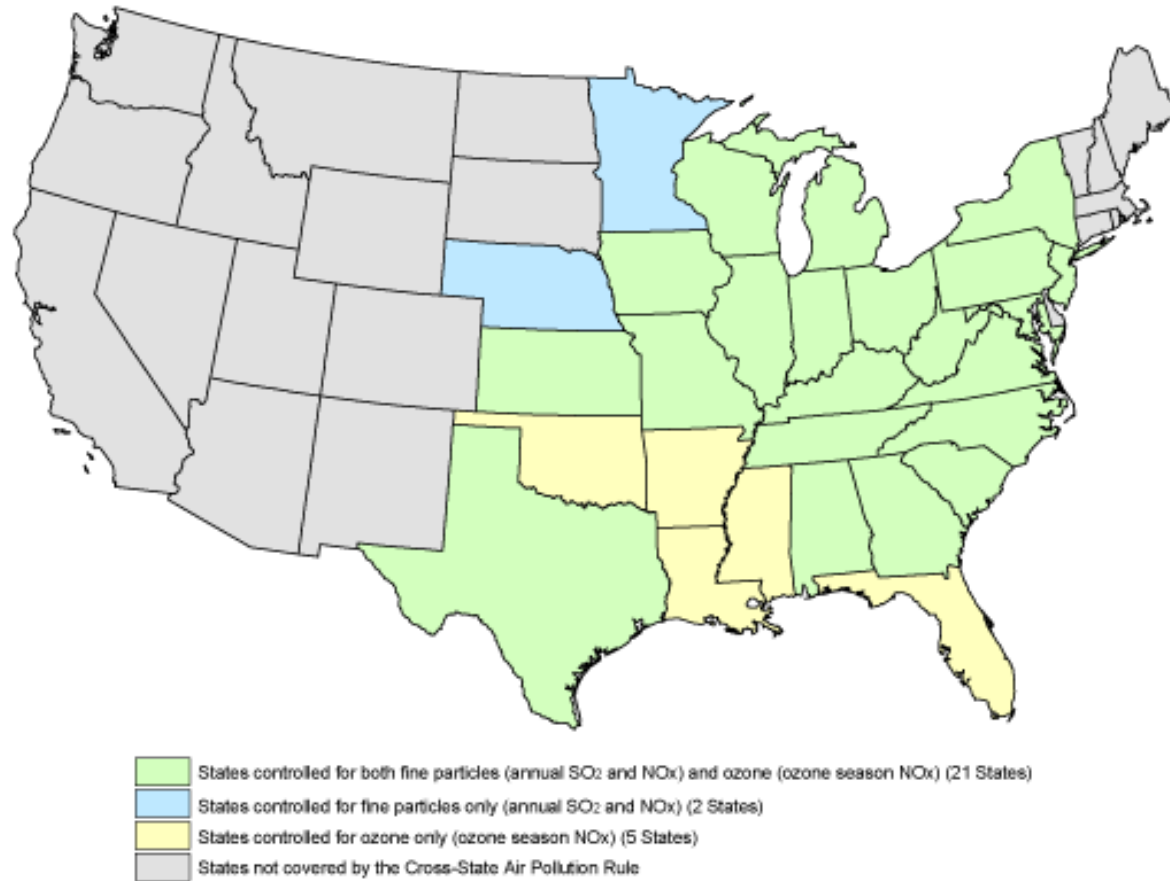 States controlled for both fine particles (annual SO₂ and NOx) and ozone (ozone season NOx) (21 States)
States controlled for fine particles only (annual SO₂ and NOx) (2 States)
States controlled for ozone only (ozone season NOx) (5 States)
States not covered by the Cross-State Air Pollution Rule